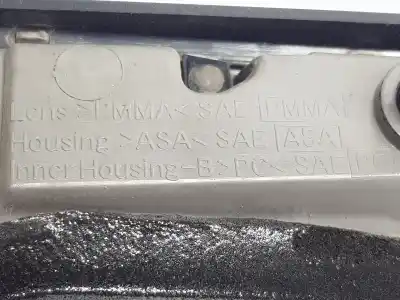 Lens >PMMA< SAE [PMMA]
Housing >ASA< SAE [ASA]
Inner Housing-B >PC< SAE